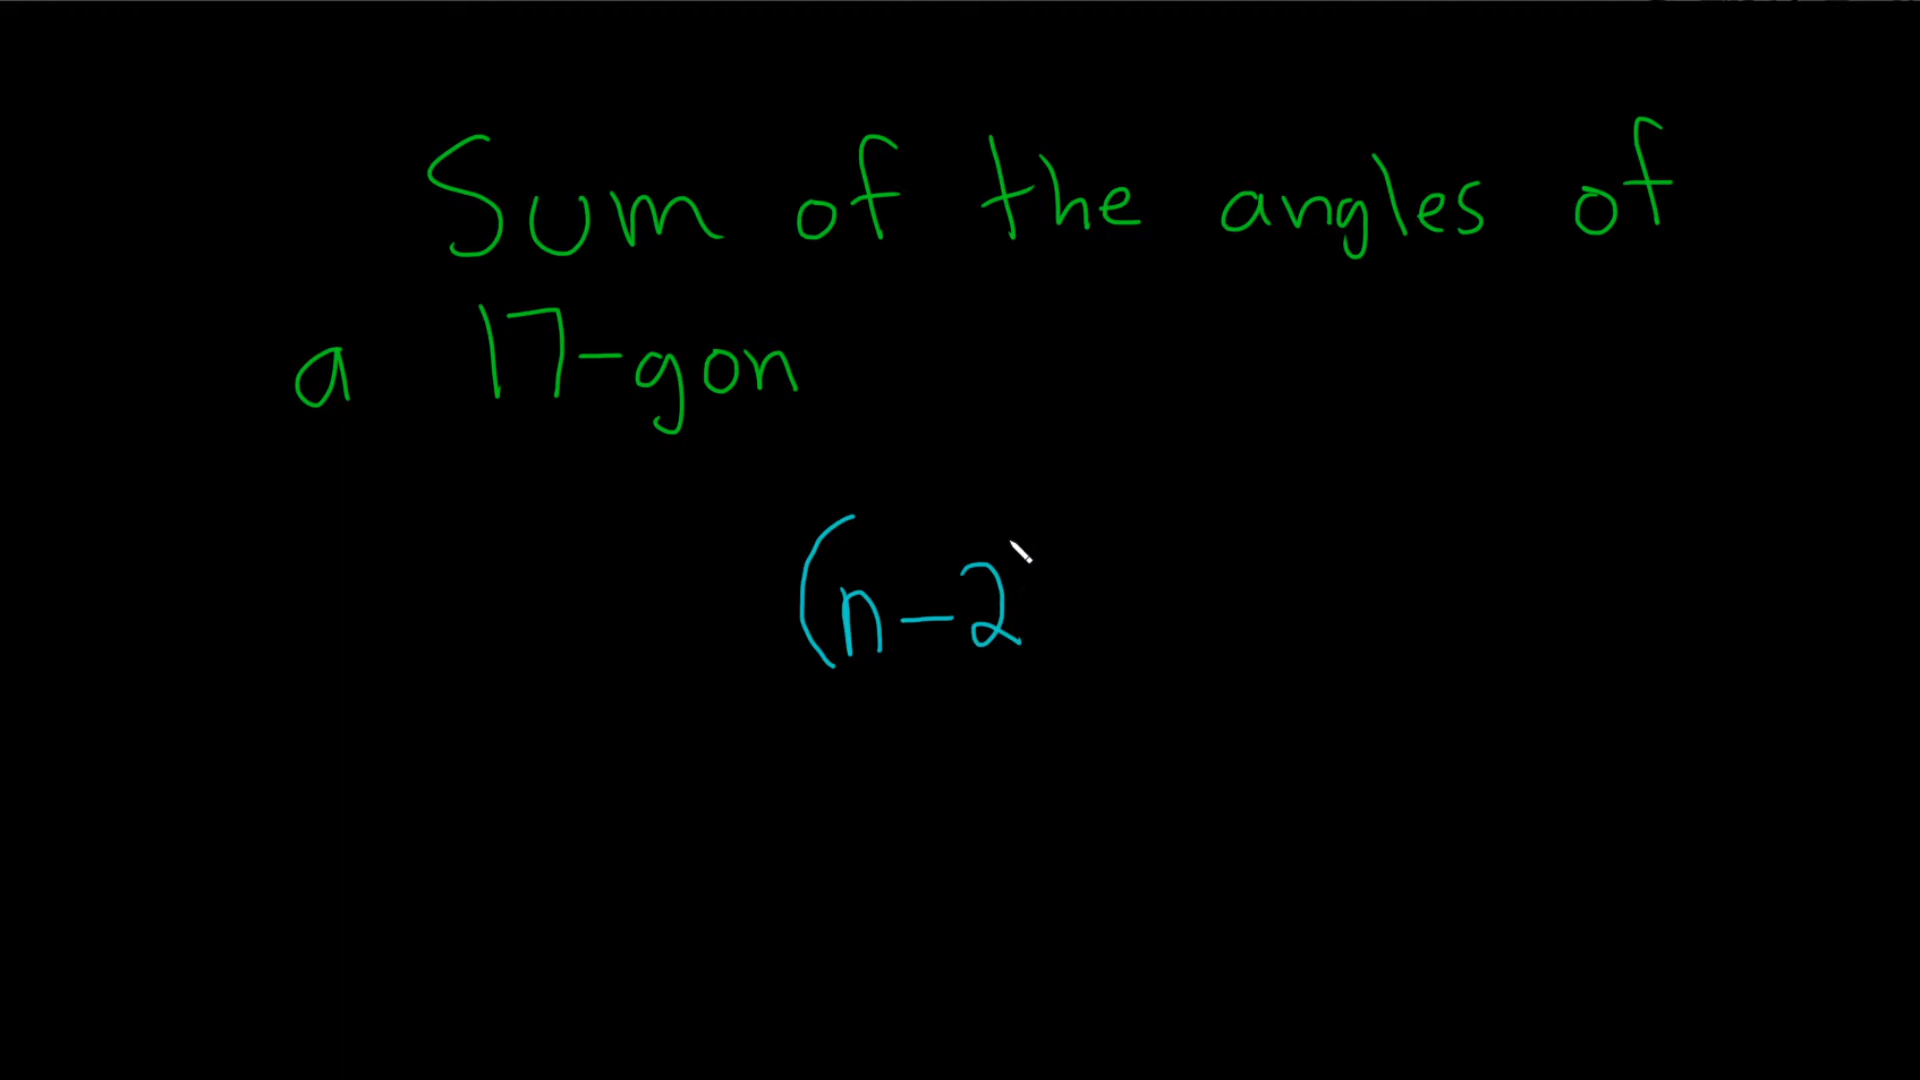 Sum of the angles of
a 17-gon
(n-2